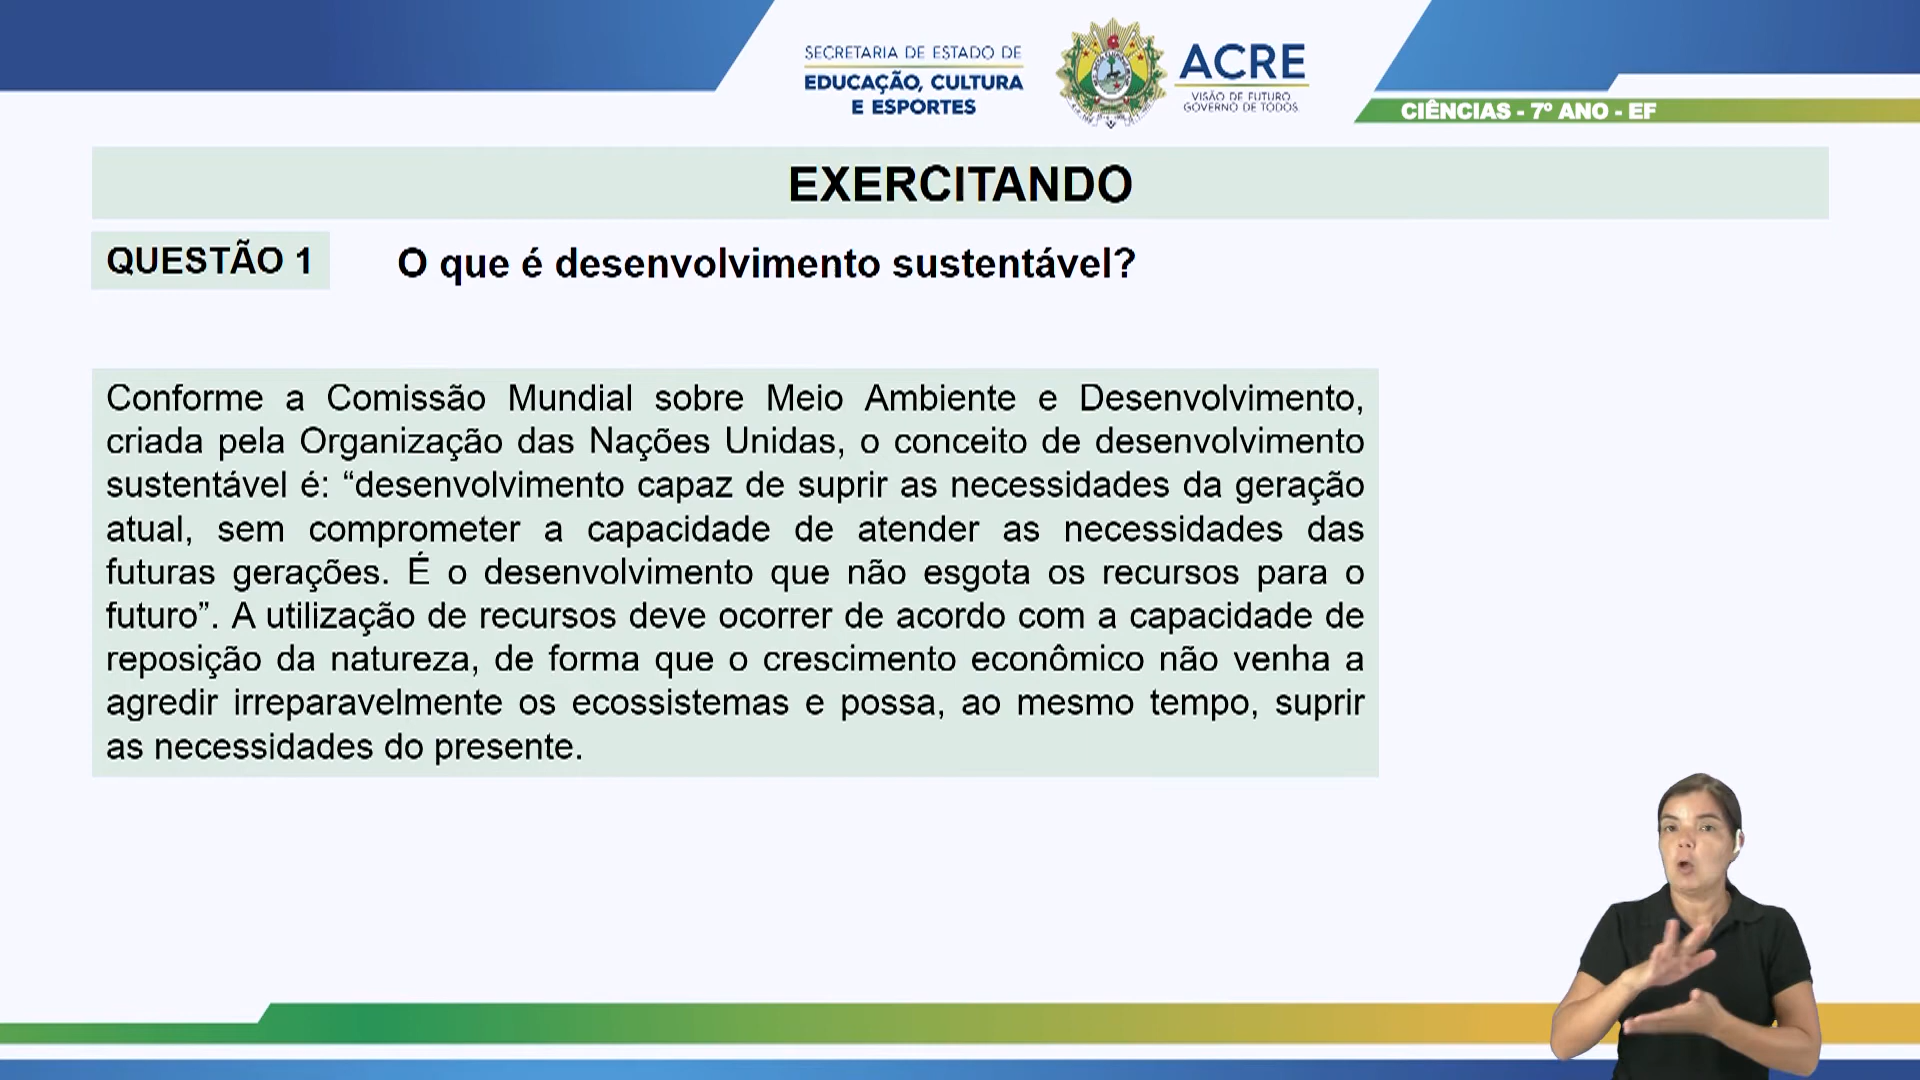 SECRETARIA DE ESTADO DE
EDUCAÇÃO, CULTURA
E ESPORTES
ACRE
VISÃO DE FUTURO
GOVERNO DE TODOS
CIÊNCIAS - 7º ANO - EF
EXERCITANDO
QUESTÃO 1
O que é desenvolvimento sustentável?
Conforme a Comissão Mundial sobre Meio Ambiente e Desenvolvimento,
criada pela Organização das Nações Unidas, o conceito de desenvolvimento
sustentável é: “desenvolvimento capaz de suprir as necessidades da geração
atual, sem comprometer a capacidade de atender as necessidades das
futuras gerações. É o desenvolvimento que não esgota os recursos para o
futuro”. A utilização de recursos deve ocorrer de acordo com a capacidade de
reposição da natureza, de forma que o crescimento econômico não venha a
agredir irreparavelmente os ecossistemas e possa, ao mesmo tempo, suprir
as necessidades do presente.